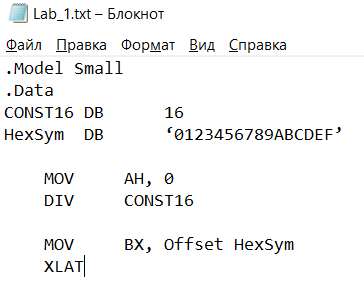 Lab_1.txt – Блокнот
Файл Правка Формат Вид Справка
.Model Small
.Data
CONST16 DB 16
HexSym DB ‘0123456789ABCDEF’
MOV AH, 0
DIV CONST16
MOV BX, Offset HexSym
XLAT